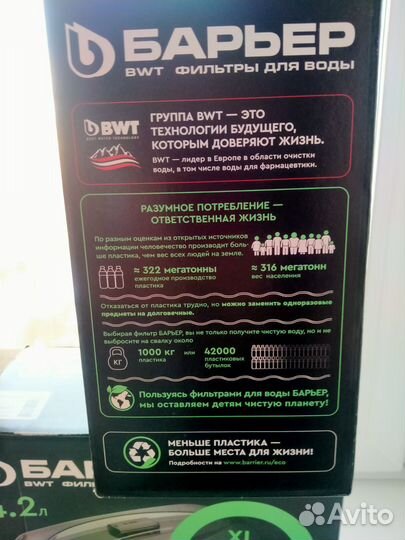 БАРЬЕР
BWT ФИЛЬТРЫ ДЛЯ ВОДЫ
BWT
BEST WATER TECHNOLOGY
ГРУППА BWT — ЭТО
ТЕХНОЛОГИИ БУДУЩЕГО,
КОТОРЫМ ДОВЕРЯЮТ ЖИЗНЬ.
BWT — лидер в Европе в области очистки
воды, в том числе воды для фармацевтики.
РАЗУМНОЕ ПОТРЕБЛЕНИЕ —
ОТВЕТСТВЕННАЯ ЖИЗНЬ
По разным оценкам из открытых источников
информации человечество производит боль-
ше пластика, чем вес всех людей на земле.
≈ 322 мегатонны
ежегодное производство
пластика
≈ 316 мегатонн
вес населения
Отказаться от пластика трудно, но можно заменить одноразовые
предметы на долговечные.
Выбирая фильтр БАРЬЕР, вы не только получите чистую воду, но и не
выбросите на свалку около
КГ
1000 кг
пластика
или
42000
пластиковых
бутылок
Пользуясь фильтрами для воды БАРЬЕР,
мы оставляем детям чистую планету!
МЕНЬШЕ ПЛАСТИКА —
БОЛЬШЕ МЕСТА ДЛЯ ЖИЗНИ!
Подробности на www.barrier.ru/eco
БАРЬЕР
BWT ФИЛЬ
4.2л
XL
Avito